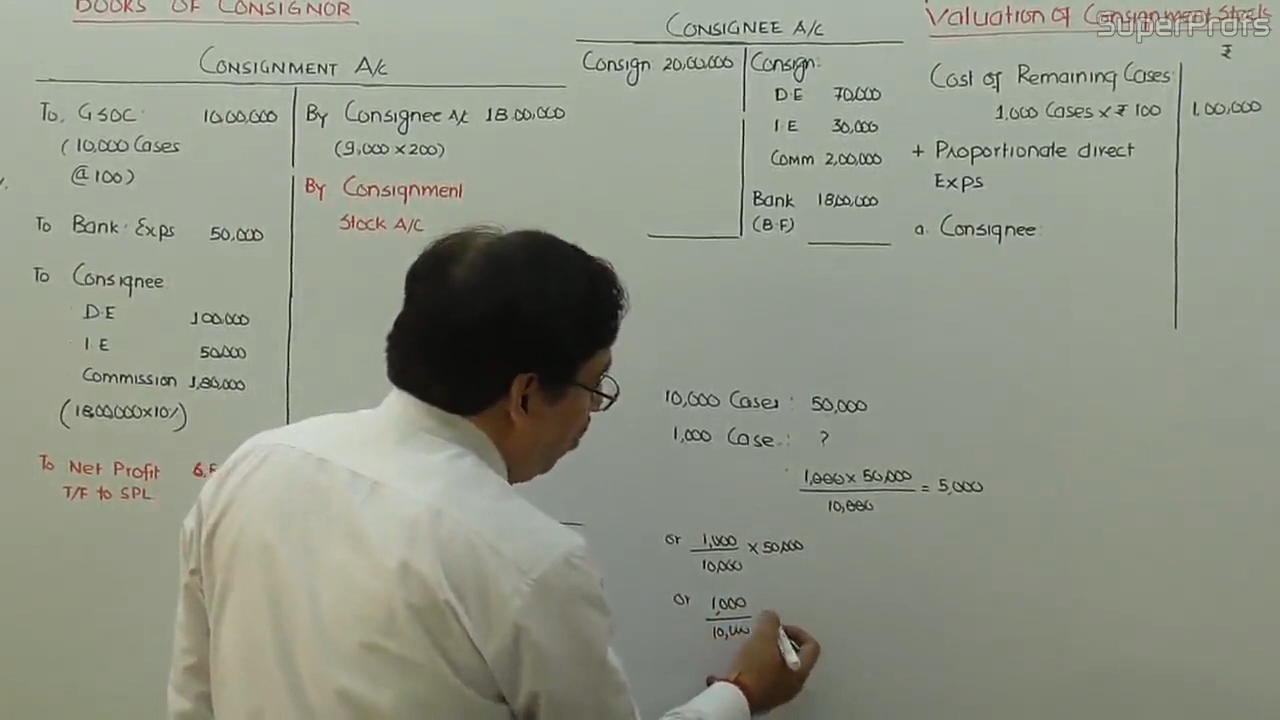 BOOKS OF CONSIGNOR
CONSIGNMENT A/c
To, GSOC: 10,00,000
(10,000 Cases
@ 100)
To Bank: Exps 50,000
To Consignee
D.E 1,00,000
I.E 50,000
Commission 1,80,000
(18,00,000x10%)
To Net Profit 6,
T/F to SPL
By Consignee A/c 18,00,000
(9,000 x 200)
By Consignment
Stock A/C
CONSIGNEE A/C
Consign 20,00,000
Consign:
D.E 70,000
I.E 30,000
Comm 2,00,000
Bank 18,00,000
(B.F)
Valuation of Consignment Stock
SuperProfs
₹
Cost of Remaining Cases
1,000 Cases x ₹ 100 1,00,000
+ Proportionate direct
Exps
a. Consignee:
10,000 Cases: 50,000
1,000 Case: ?
1,000 x 50,000
= 5,000
10,000
or 1,000 x 50,000
10,000
or 1,000
10,000